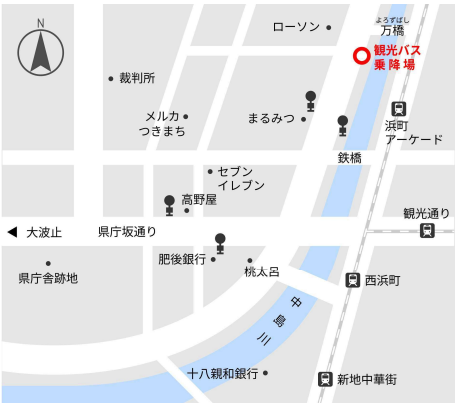 N
ローソン
よろずばし
万橋
観光バス
乗降場
裁判所
メルカ
つきまち
まるみつ
浜町
アーケード
鉄橋
セブン
イレブン
高野屋
観光通り
大波止
県庁坂通り
肥後銀行
桃太呂
県庁舎跡地
西浜町
中
島
川
十八親和銀行
新地中華街